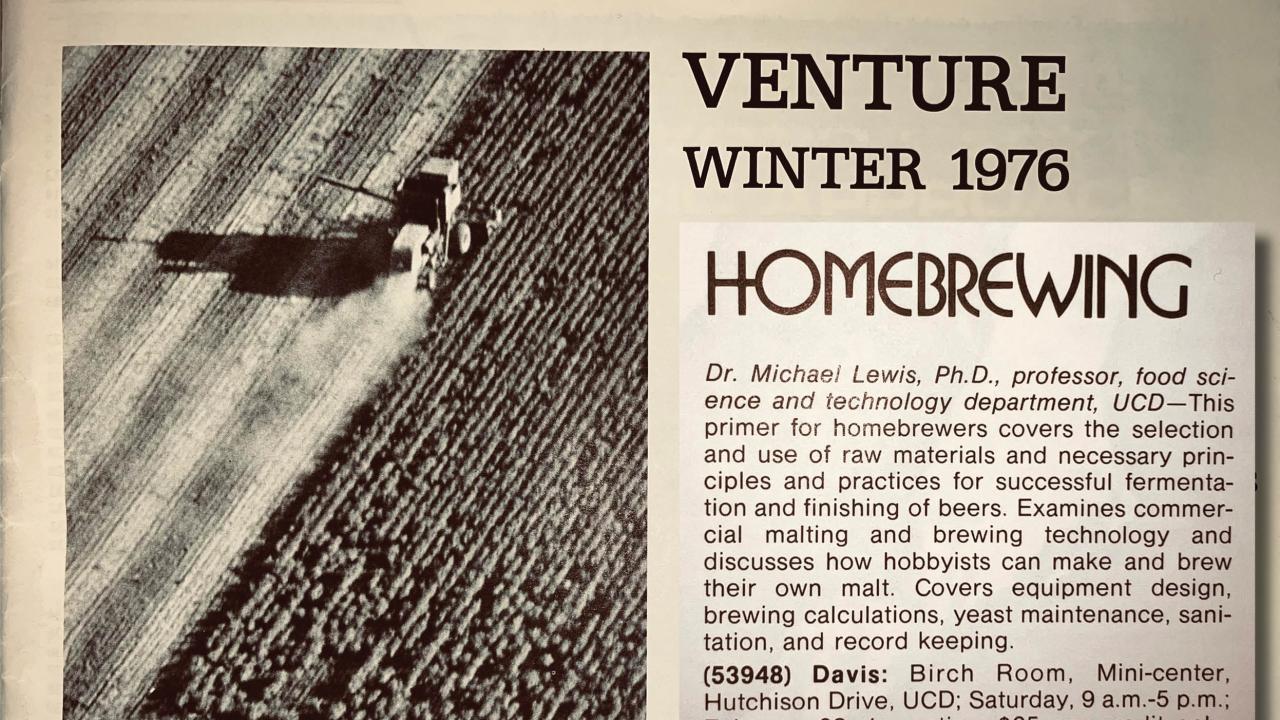 VENTURE
WINTER 1976
HOMEBREWING
Dr. Michael Lewis, Ph.D., professor, food sci-
ence and technology department, UCD—This
primer for homebrewers covers the selection
and use of raw materials and necessary prin-
ciples and practices for successful fermenta-
tion and finishing of beers. Examines commer-
cial malting and brewing technology and
discusses how hobbyists can make and brew
their own malt. Covers equipment design,
brewing calculations, yeast maintenance, sani-
tation, and record keeping.
(53948) Davis: Birch Room, Mini-center,
Hutchison Drive, UCD; Saturday, 9 a.m.-5 p.m.;